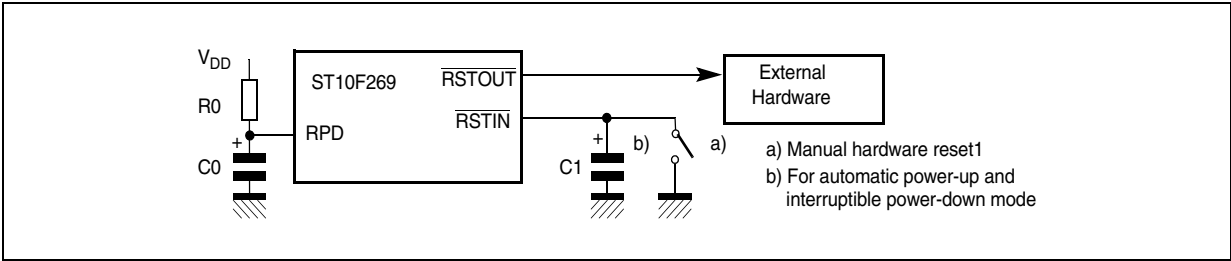 VDD
R0
+
C0
RPD
ST10F269
RSTOUT
RSTIN
External
Hardware
+
C1
b)
a)
a) Manual hardware reset1
b) For automatic power-up and
interruptible power-down mode